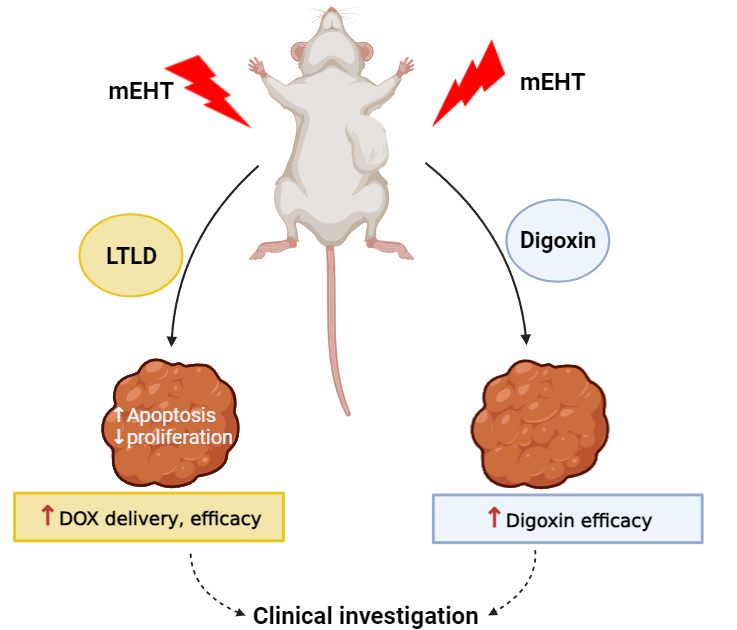 mEHT
mEHT
LTLD
Digoxin
↑Apoptosis
↓proliferation
↑DOX delivery, efficacy
↑Digoxin efficacy
Clinical investigation